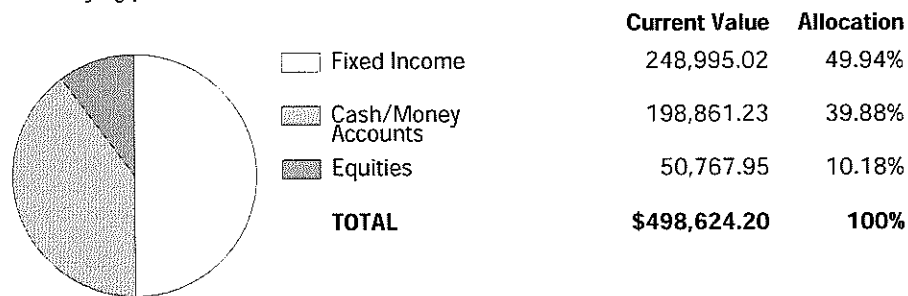 Current Value Allocation
Fixed Income 248,995.02 49.94%
Cash/Money
Accounts 198,861.23 39.88%
Equities 50,767.95 10.18%
TOTAL $498,624.20 100%